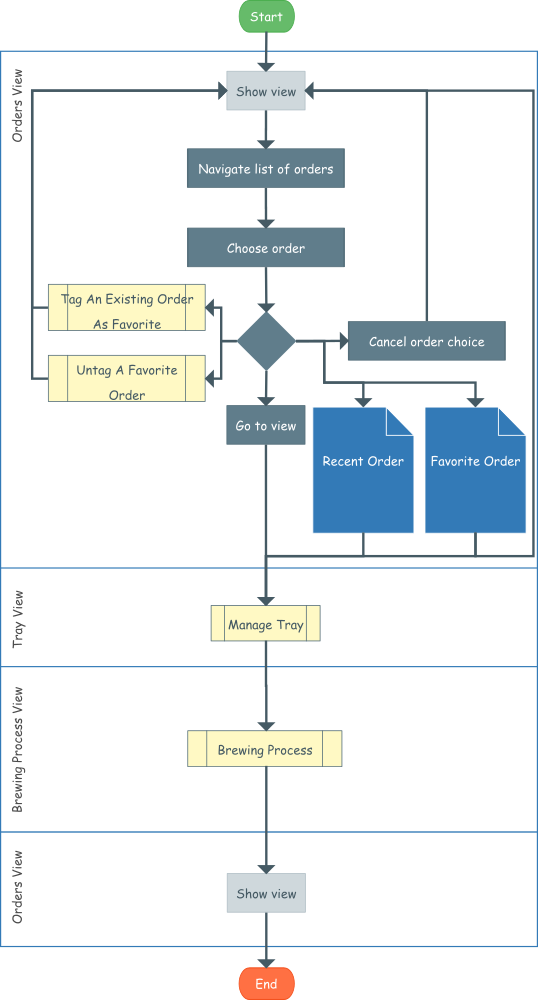 Start
Orders View
Show view
Navigate list of orders
Choose order
Tag An Existing Order
As Favorite
Untag A Favorite
Order
Cancel order choice
Go to view
Recent Order
Favorite Order
Tray View
Manage Tray
Brewing Process View
Brewing Process
Orders View
Show view
End